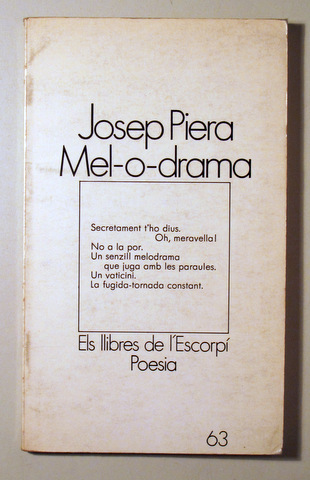 Josep Piera
Mel-o-drama
Secretament t'ho dius.
Oh, meravella!
No a la por.
Un senzill melodrama
que juga amb les paraules.
Un vaticini.
La fugida-tornada constant.
Els llibres de l'Escorpí
Poesia
63